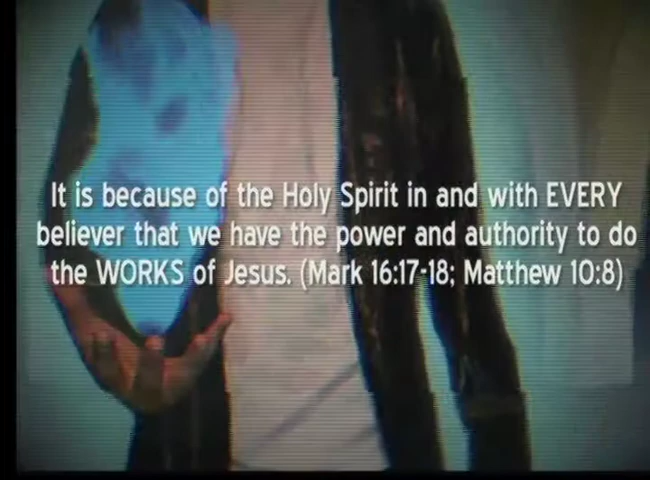 It is because of the Holy Spirit in and with EVERY
believer that we have the power and authority to do
the WORKS of Jesus. (Mark 16:17-18; Matthew 10:8)